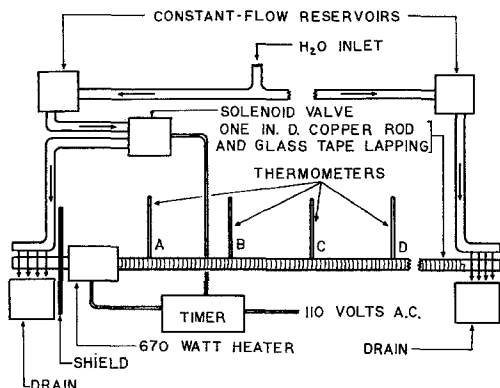 CONSTANT-FLOW RESERVOIRS
H₂O INLET
SOLENOID VALVE
ONE IN. D. COPPER ROD
AND GLASS TAPE LAPPING
THERMOMETERS
A
B
C
D
TIMER
110 VOLTS A.C.
670 WATT HEATER
SHIELD
DRAIN
DRAIN